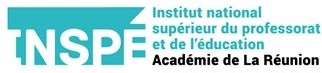 INSPÉ
Institut national
supérieur du professorat
et de l'éducation
Académie de La Réunion